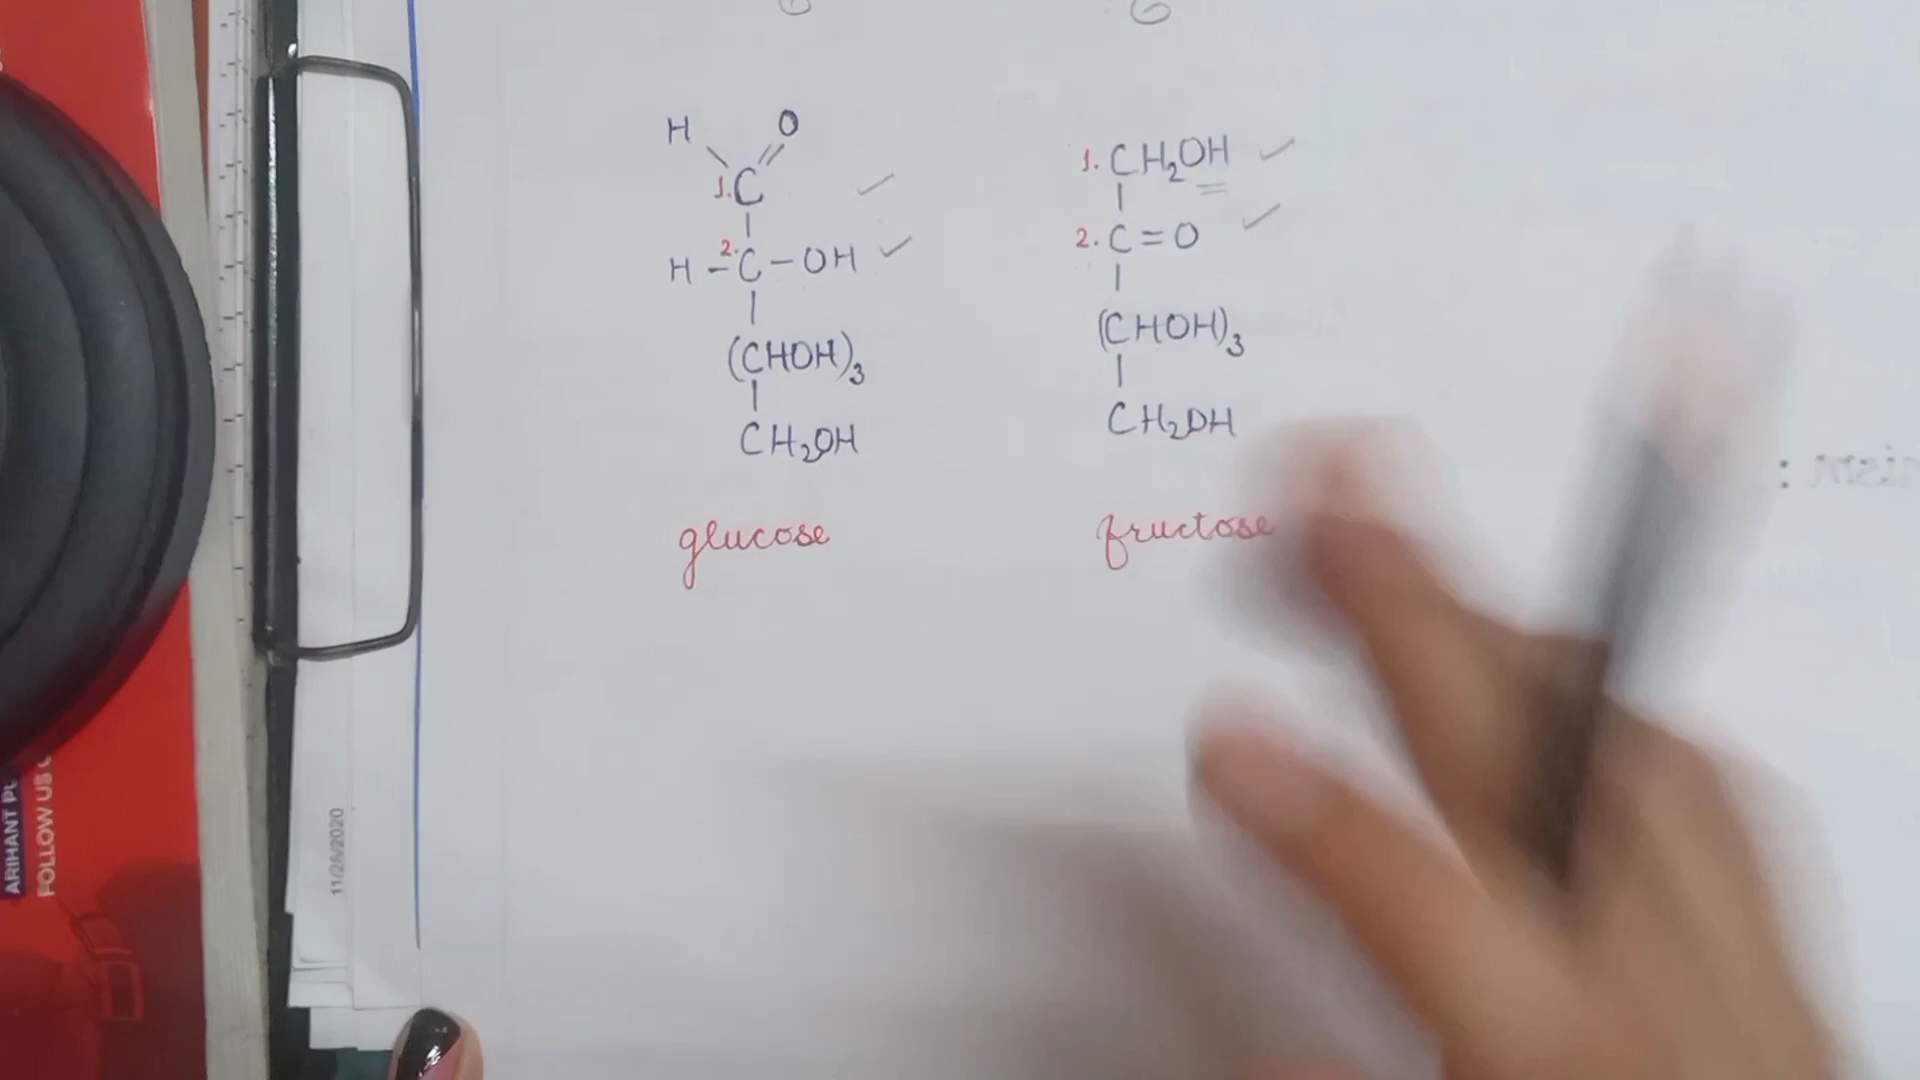 H O
1. C
H - 2. C - OH
(CHOH)3
CH2OH
glucose
1. CH2OH
2. C = O
(CHOH)3
CH2OH
fructose
11/26/2020
FOLLOW US
ARIHANT